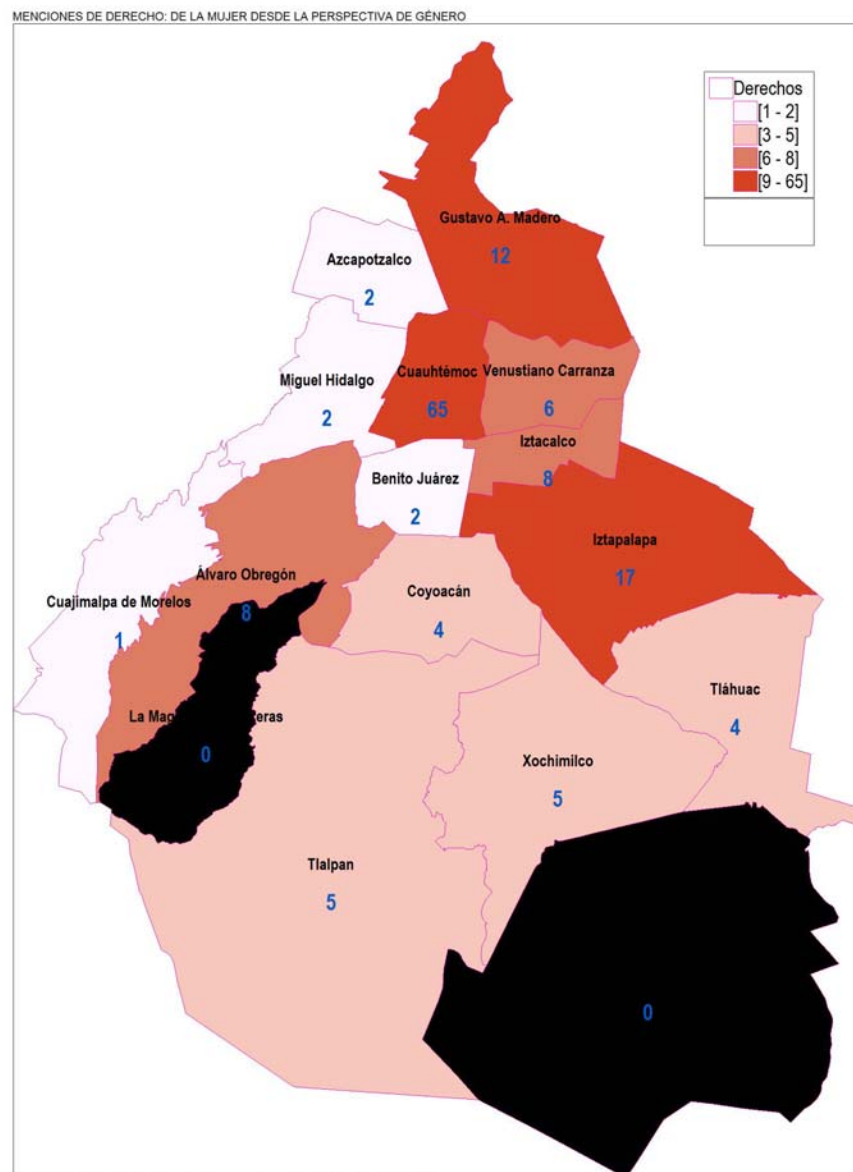 MENCIONES DE DERECHO: DE LA MUJER DESDE LA PERSPECTIVA DE GÉNERO
Derechos
[1 - 2]
[3 - 5]
[6 - 8]
[9 - 65]
Gustavo A. Madero
12
Azcapotzalco
2
Miguel Hidalgo
2
Cuauhtémoc
65
Venustiano Carranza
6
Iztacalco
8
Benito Juárez
2
Iztapalapa
17
Álvaro Obregón
8
Coyoacán
4
Cuajimalpa de Morelos
1
Tláhuac
4
La
0
Xochimilco
5
Tlalpan
5
0